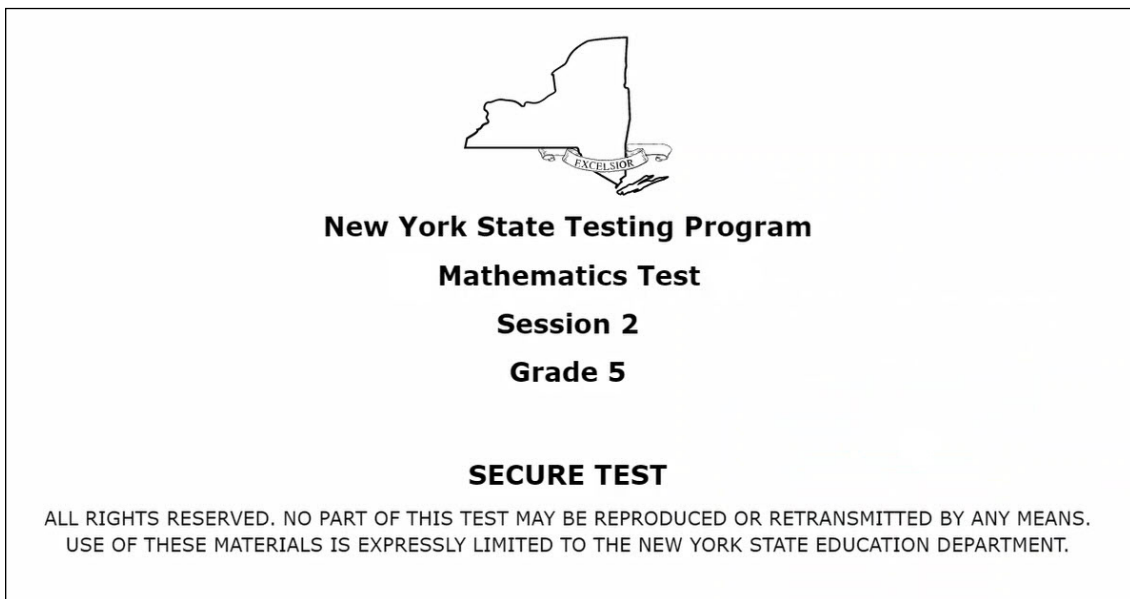 EXCELSIOR
New York State Testing Program
Mathematics Test
Session 2
Grade 5
SECURE TEST
ALL RIGHTS RESERVED. NO PART OF THIS TEST MAY BE REPRODUCED OR RETRANSMITTED BY ANY MEANS.
USE OF THESE MATERIALS IS EXPRESSLY LIMITED TO THE NEW YORK STATE EDUCATION DEPARTMENT.